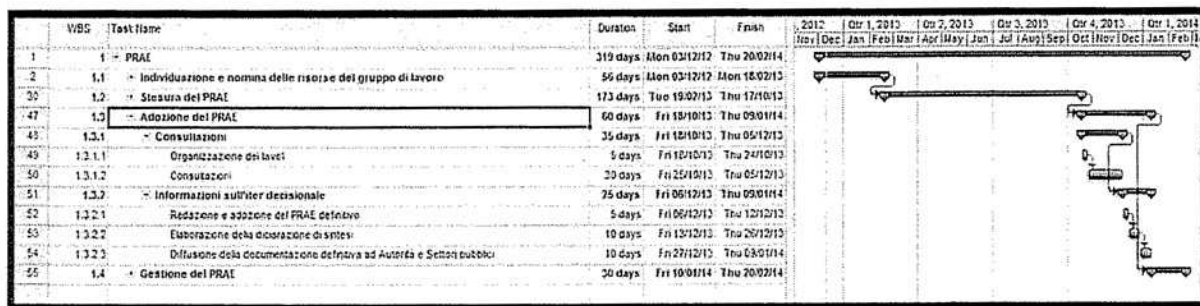 WBS Task Name Duration Start Finish , 2012 Qtr 1, 2013 Qtr 2, 2013 Qtr 3, 2013 Qtr 4, 2013 Qtr 1, 2014
Nov Dec Jan Feb Mar Apr May Jun Jul Aug Sep Oct Nov Dec Jan Feb
1 1 PRAE 319 days Mon 03/12/12 Thu 20/02/14
2 1.1 Individuazione e nomina delle risorse del gruppo di lavoro 56 days Mon 03/12/12 Mon 18/02/13
30 1.2 Stesura del PRAE 173 days Tue 19/02/13 Thu 17/10/13
47 1.3 Adozione del PRAE 60 days Fri 18/10/13 Thu 09/01/14
48 1.3.1 Consultazioni 35 days Fri 18/10/13 Thu 05/12/13
49 1.3.1.1 Organizzazione dei tavoli 5 days Fri 18/10/13 Thu 24/10/13
50 1.3.1.2 Consultazioni 30 days Fri 25/10/13 Thu 05/12/13
51 1.3.2 Informazioni sull'iter decisionale 25 days Fri 06/12/13 Thu 09/01/14
52 1.3.2.1 Redazione e adozione del PRAE definitivo 5 days Fri 06/12/13 Thu 12/12/13
53 1.3.2.2 Elaborazione della diciarazione di sintesi 10 days Fri 13/12/13 Thu 26/12/13
54 1.3.2.3 Diffusione della documentazione definitiva ad Autorità e Settori pubblici 10 days Fri 27/12/13 Thu 09/01/14
55 1.4 Gestione del PRAE 30 days Fri 10/01/14 Thu 20/02/14